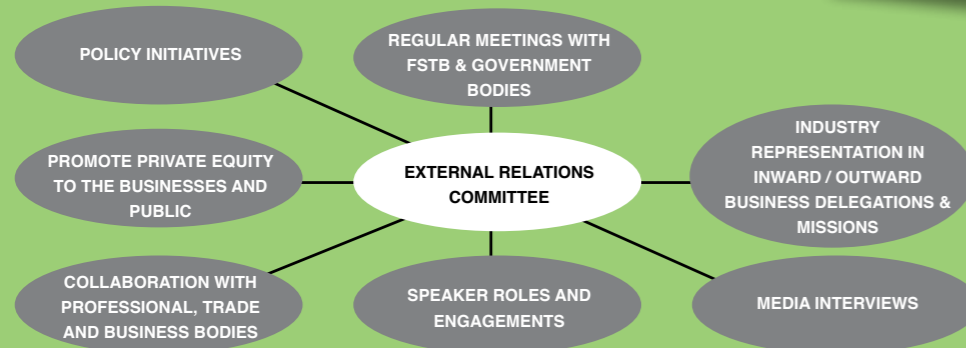 POLICY INITIATIVES
REGULAR MEETINGS WITH
FSTB & GOVERNMENT
BODIES
PROMOTE PRIVATE EQUITY
TO THE BUSINESSES AND
PUBLIC
EXTERNAL RELATIONS
COMMITTEE
INDUSTRY
REPRESENTATION IN
INWARD / OUTWARD
BUSINESS DELEGATIONS &
MISSIONS
COLLABORATION WITH
PROFESSIONAL, TRADE
AND BUSINESS BODIES
SPEAKER ROLES AND
ENGAGEMENTS
MEDIA INTERVIEWS